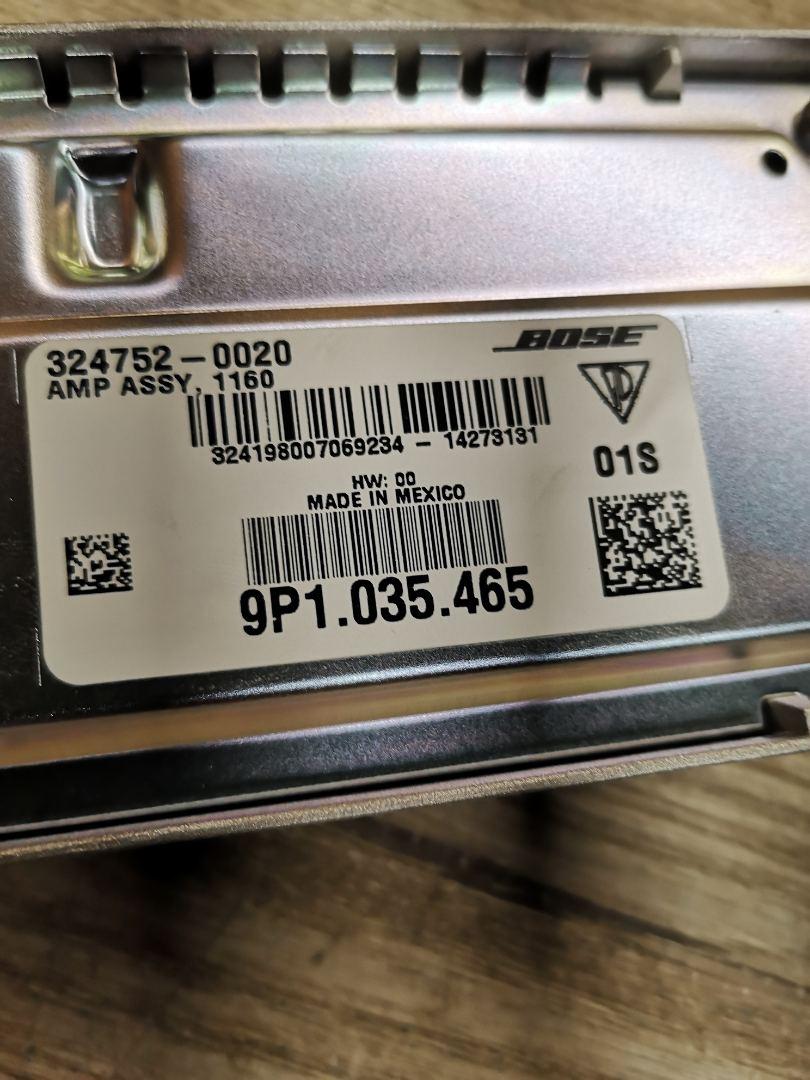 324752-0020
BOSE
AMP ASSY, 1160
324198007069234 - 14273131
01S
HW: 00
MADE IN MEXICO
9P1.035.465